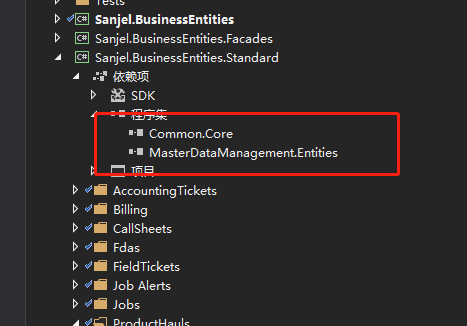 Tests
Sanjel.BusinessEntities
Sanjel.BusinessEntities.Facades
Sanjel.BusinessEntities.Standard
依赖项
SDK
程序集
Common.Core
MasterDataManagement.Entities
项目
AccountingTickets
Billing
CallSheets
Fdas
FieldTickets
Job Alerts
Jobs
ProductHauls